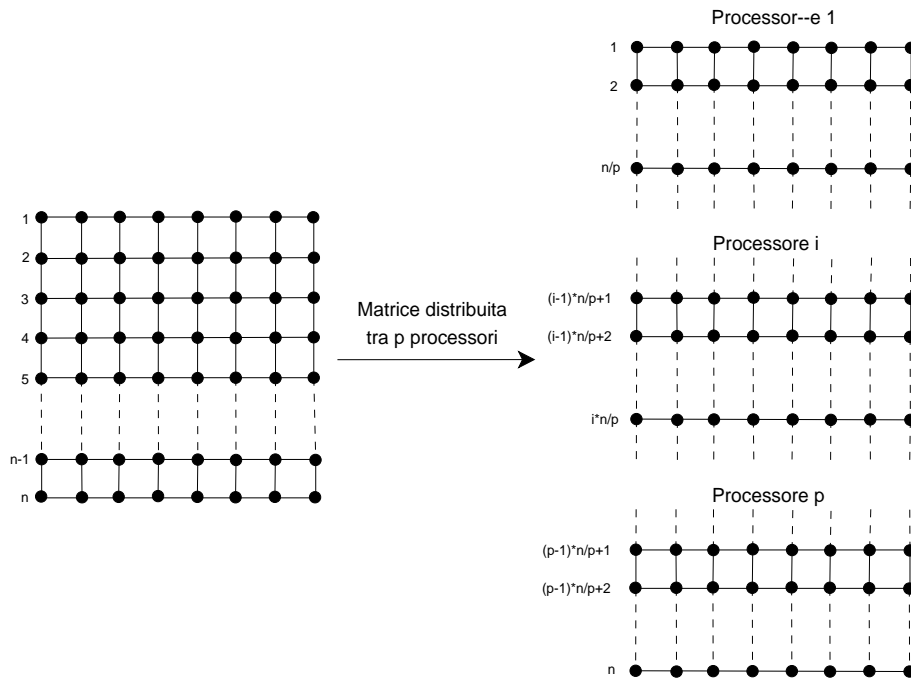 1
2
3
4
5
n-1
n
Matrice distribuita
tra p processori
Processor--e 1
1
2
n/p
Processore i
(i-1)*n/p+1
(i-1)*n/p+2
i*n/p
Processore p
(p-1)*n/p+1
(p-1)*n/p+2
n